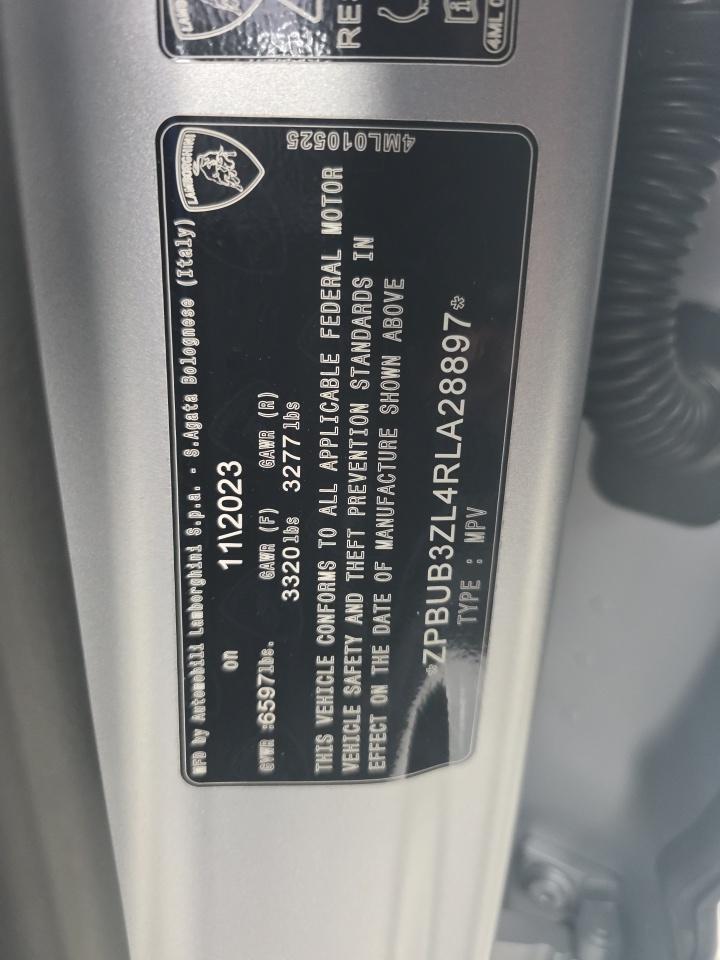 LAMBORGHINI
4ML010525
MFD by Automobili Lamborghini S.p.a. - S.Agata Bolognese (Italy)
on 11\2023
GVWR :6597lbs. GAWR (F) GAWR (R)
3320lbs 3277lbs
THIS VEHICLE CONFORMS TO ALL APPLICABLE FEDERAL MOTOR
VEHICLE SAFETY AND THEFT PREVENTION STANDARDS IN
EFFECT ON THE DATE OF MANUFACTURE SHOWN ABOVE
*ZPBUB3ZL4RLA28897*
TYPE : MPV